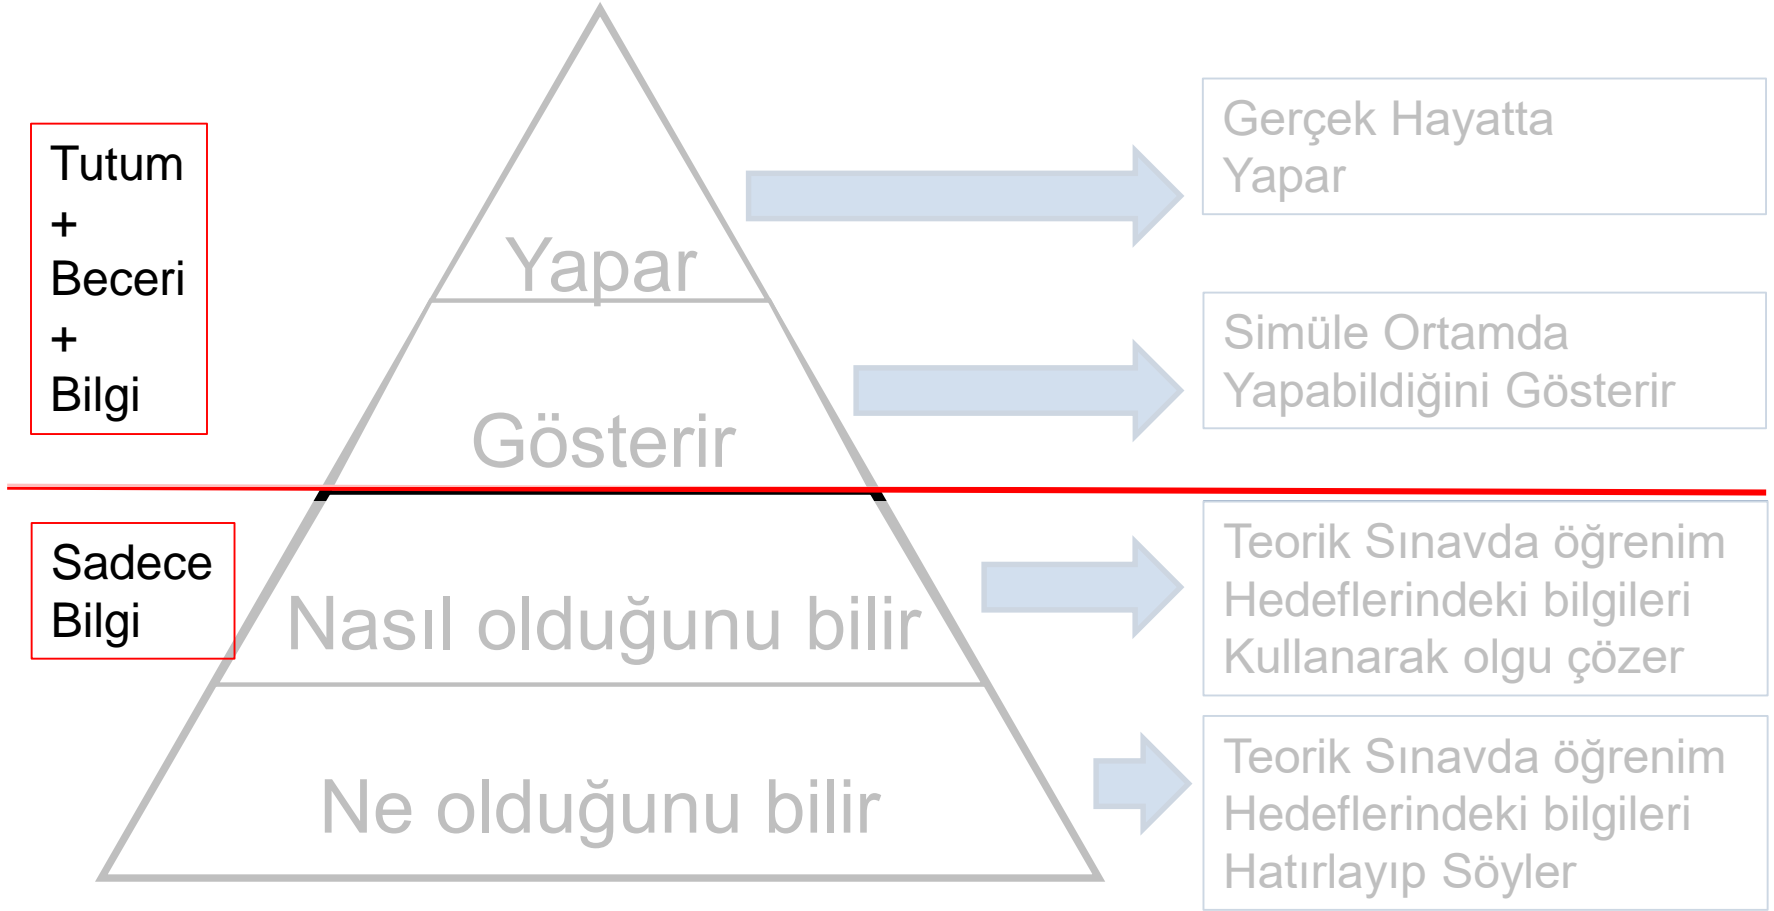 Tutum
+
Beceri
+
Bilgi
Yapar
Gerçek Hayatta
Yapar
Gösterir
Simüle Ortamda
Yapabildiğini Gösterir
Sadece
Bilgi
Nasıl olduğunu bilir
Teorik Sınavda öğrenim
Hedeflerindeki bilgileri
Kullanarak olgu çözer
Ne olduğunu bilir
Teorik Sınavda öğrenim
Hedeflerindeki bilgileri
Hatırlayıp Söyler